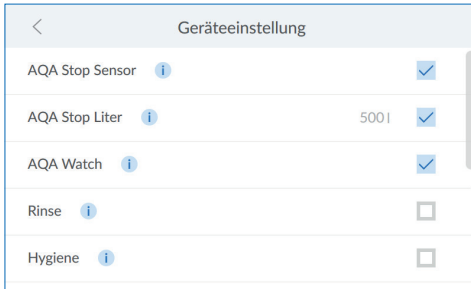 Geräteeinstellung
AQA Stop Sensor i
AQA Stop Liter i 500 l
AQA Watch i
Rinse i
Hygiene i